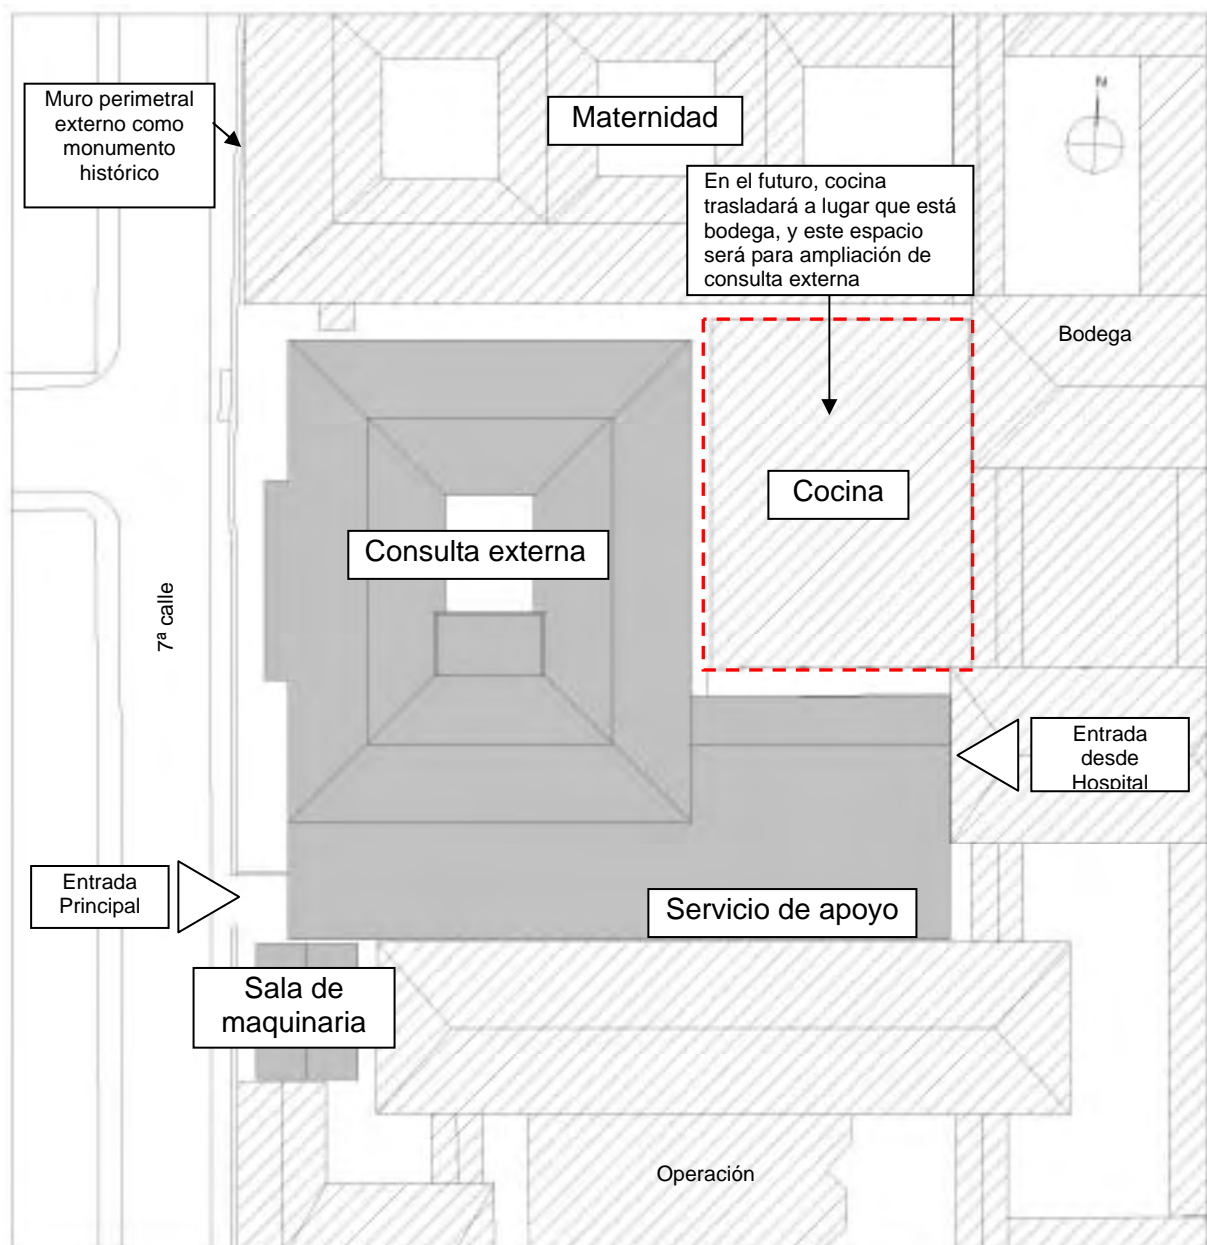 Muro perimetral
externo como
monumento
histórico
Maternidad
N
En el futuro, cocina
trasladará a lugar que está
bodega, y este espacio
será para ampliación de
consulta externa
Bodega
Cocina
Consulta externa
7ª calle
Entrada
desde
Hospital
Entrada
Principal
Servicio de apoyo
Sala de
maquinaria
Operación